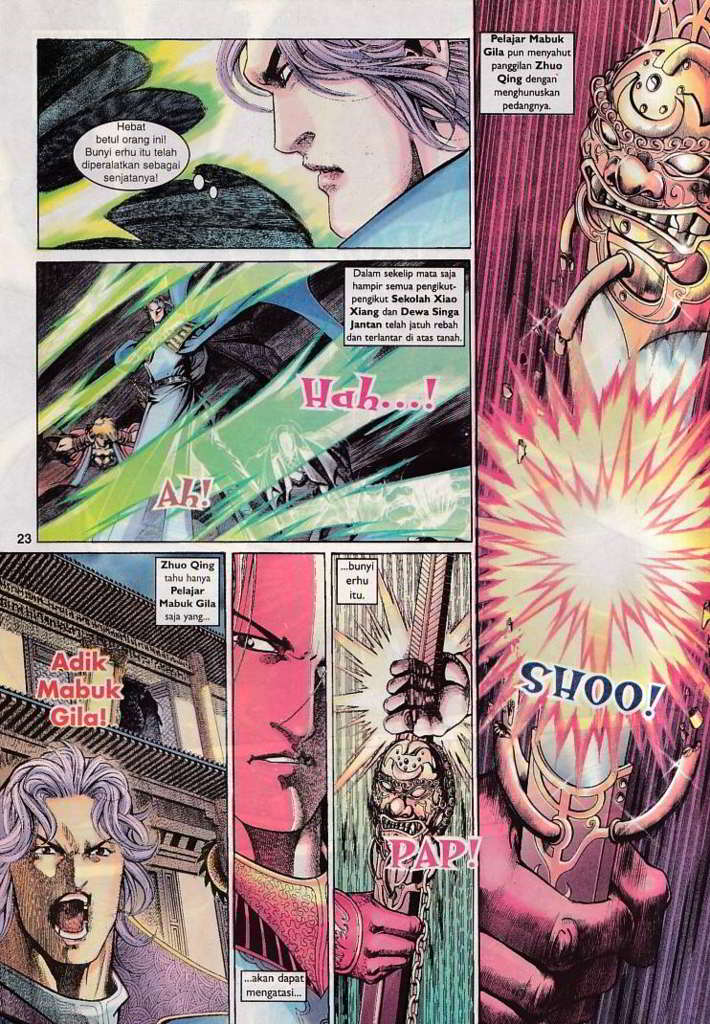 Hebat
betul orang ini!
Bunyi erhu itu telah
diperalatkan sebagai
senjatanya!
Dalam sekelip mata saja
hampir semua pengikut-
pengikut Sekolah Xiao
Xiang dan Dewa Singa
Jantan telah jatuh rebah
dan terlantar di atas tanah.
Hah...!
Ah!
23
Adik
Mabuk
Gila!
Zhuo Qing
tahu hanya
Pelajar
Mabuk Gila
saja yang...
...akan dapat
mengatasi...
...bunyi
erhu
itu.
PAP!
Pelajar Mabuk
Gila pun menyahut
panggilan Zhuo
Qing dengan
menghunuskan
pedangnya.
SHOO!